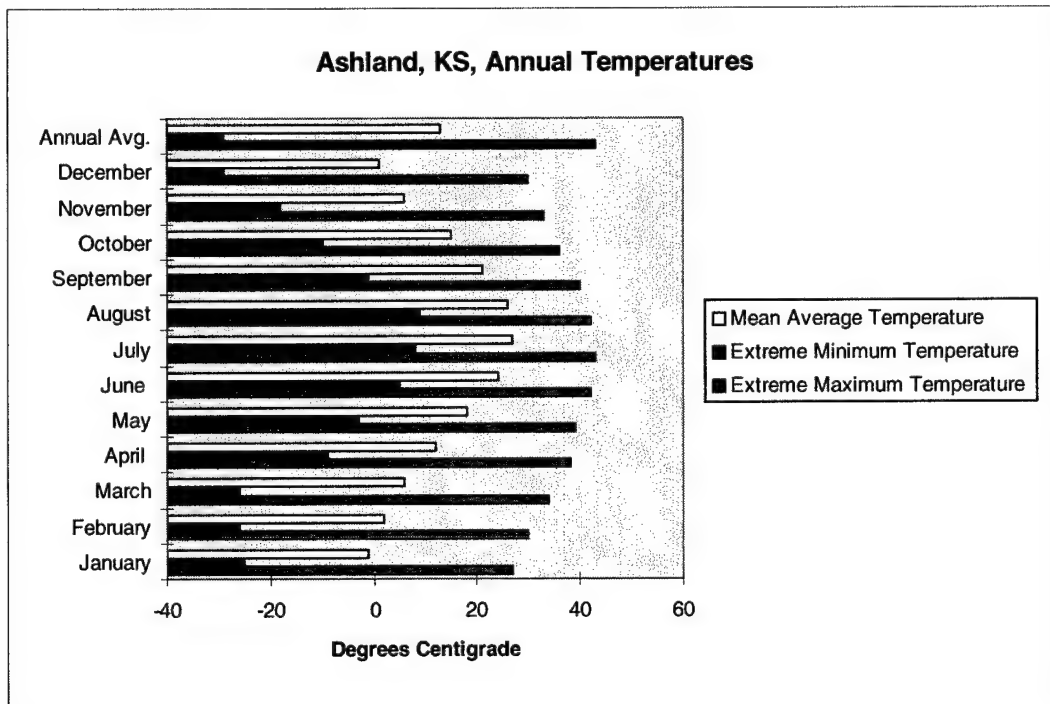 Ashland, KS, Annual Temperatures
Annual Avg.
December
November
October
September
August
July
June
May
April
March
February
January
-40 -20 0 20 40 60
Degrees Centigrade
Mean Average Temperature
Extreme Minimum Temperature
Extreme Maximum Temperature